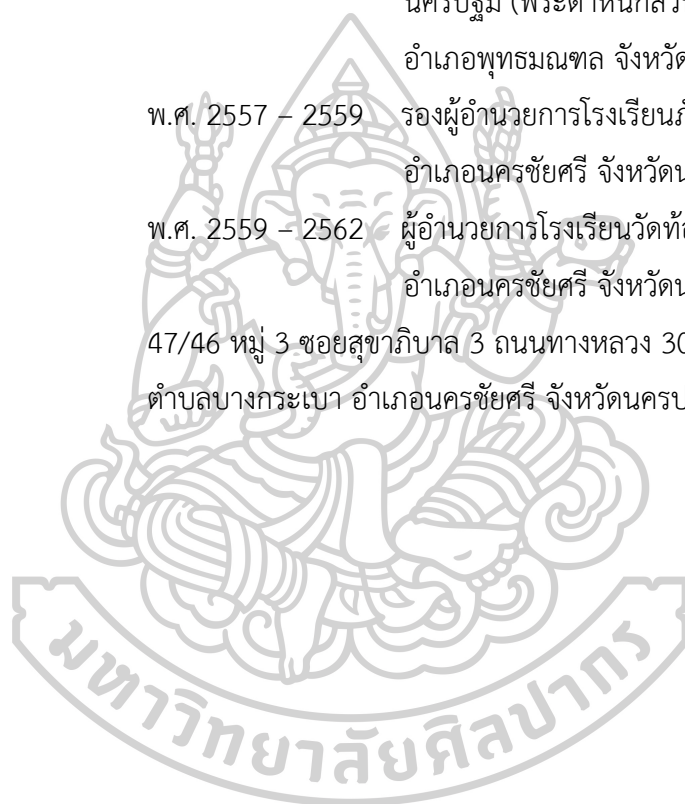 นครปฐม (พระตำหนักสว
อำเภอพุทธมณฑล จังหวัด
พ.ศ. 2557 – 2559 รองผู้อำนวยการโรงเรียนภั
อำเภอนครชัยศรี จังหวัดน
พ.ศ. 2559 – 2562 ผู้อำนวยการโรงเรียนวัดท้อ
อำเภอนครชัยศรี จังหวัดน
47/46 หมู่ 3 ซอยสุขาภิบาล 3 ถนนทางหลวง 30
ตำบลบางกระเบา อำเภอนครชัยศรี จังหวัดนครป
มหาวิทยาลัยศิลปากร